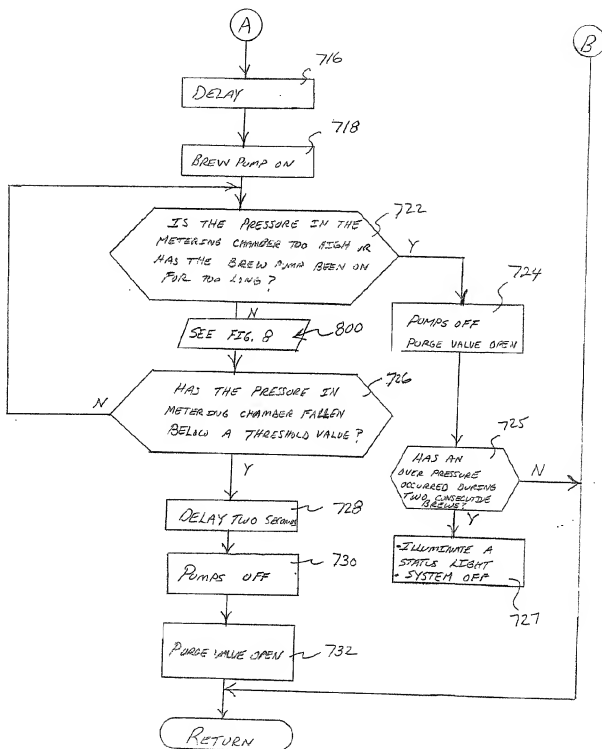 A
B
716
DELAY
718
BREW PUMP ON
722
IS THE PRESSURE IN THE
METERING CHAMBER TOO HIGH OR
HAS THE BREW PUMP BEEN ON
FOR TOO LONG?
Y
N
724
PUMPS OFF
PURGE VALUE OPEN
SEE FIG. 8
800
726
HAS THE PRESSURE IN
METERING CHAMBER FALLEN
BELOW A THRESHOLD VALUE?
N
Y
725
HAS AN
OVER PRESSURE
OCCURRED DURING
TWO CONSECUTIVE
BREWS?
N
Y
DELAY TWO SECONDS
728
•ILLUMINATE A
STATUS LIGHT
• SYSTEM OFF
727
PUMPS OFF
730
PURGE VALUE OPEN
732
RETURN